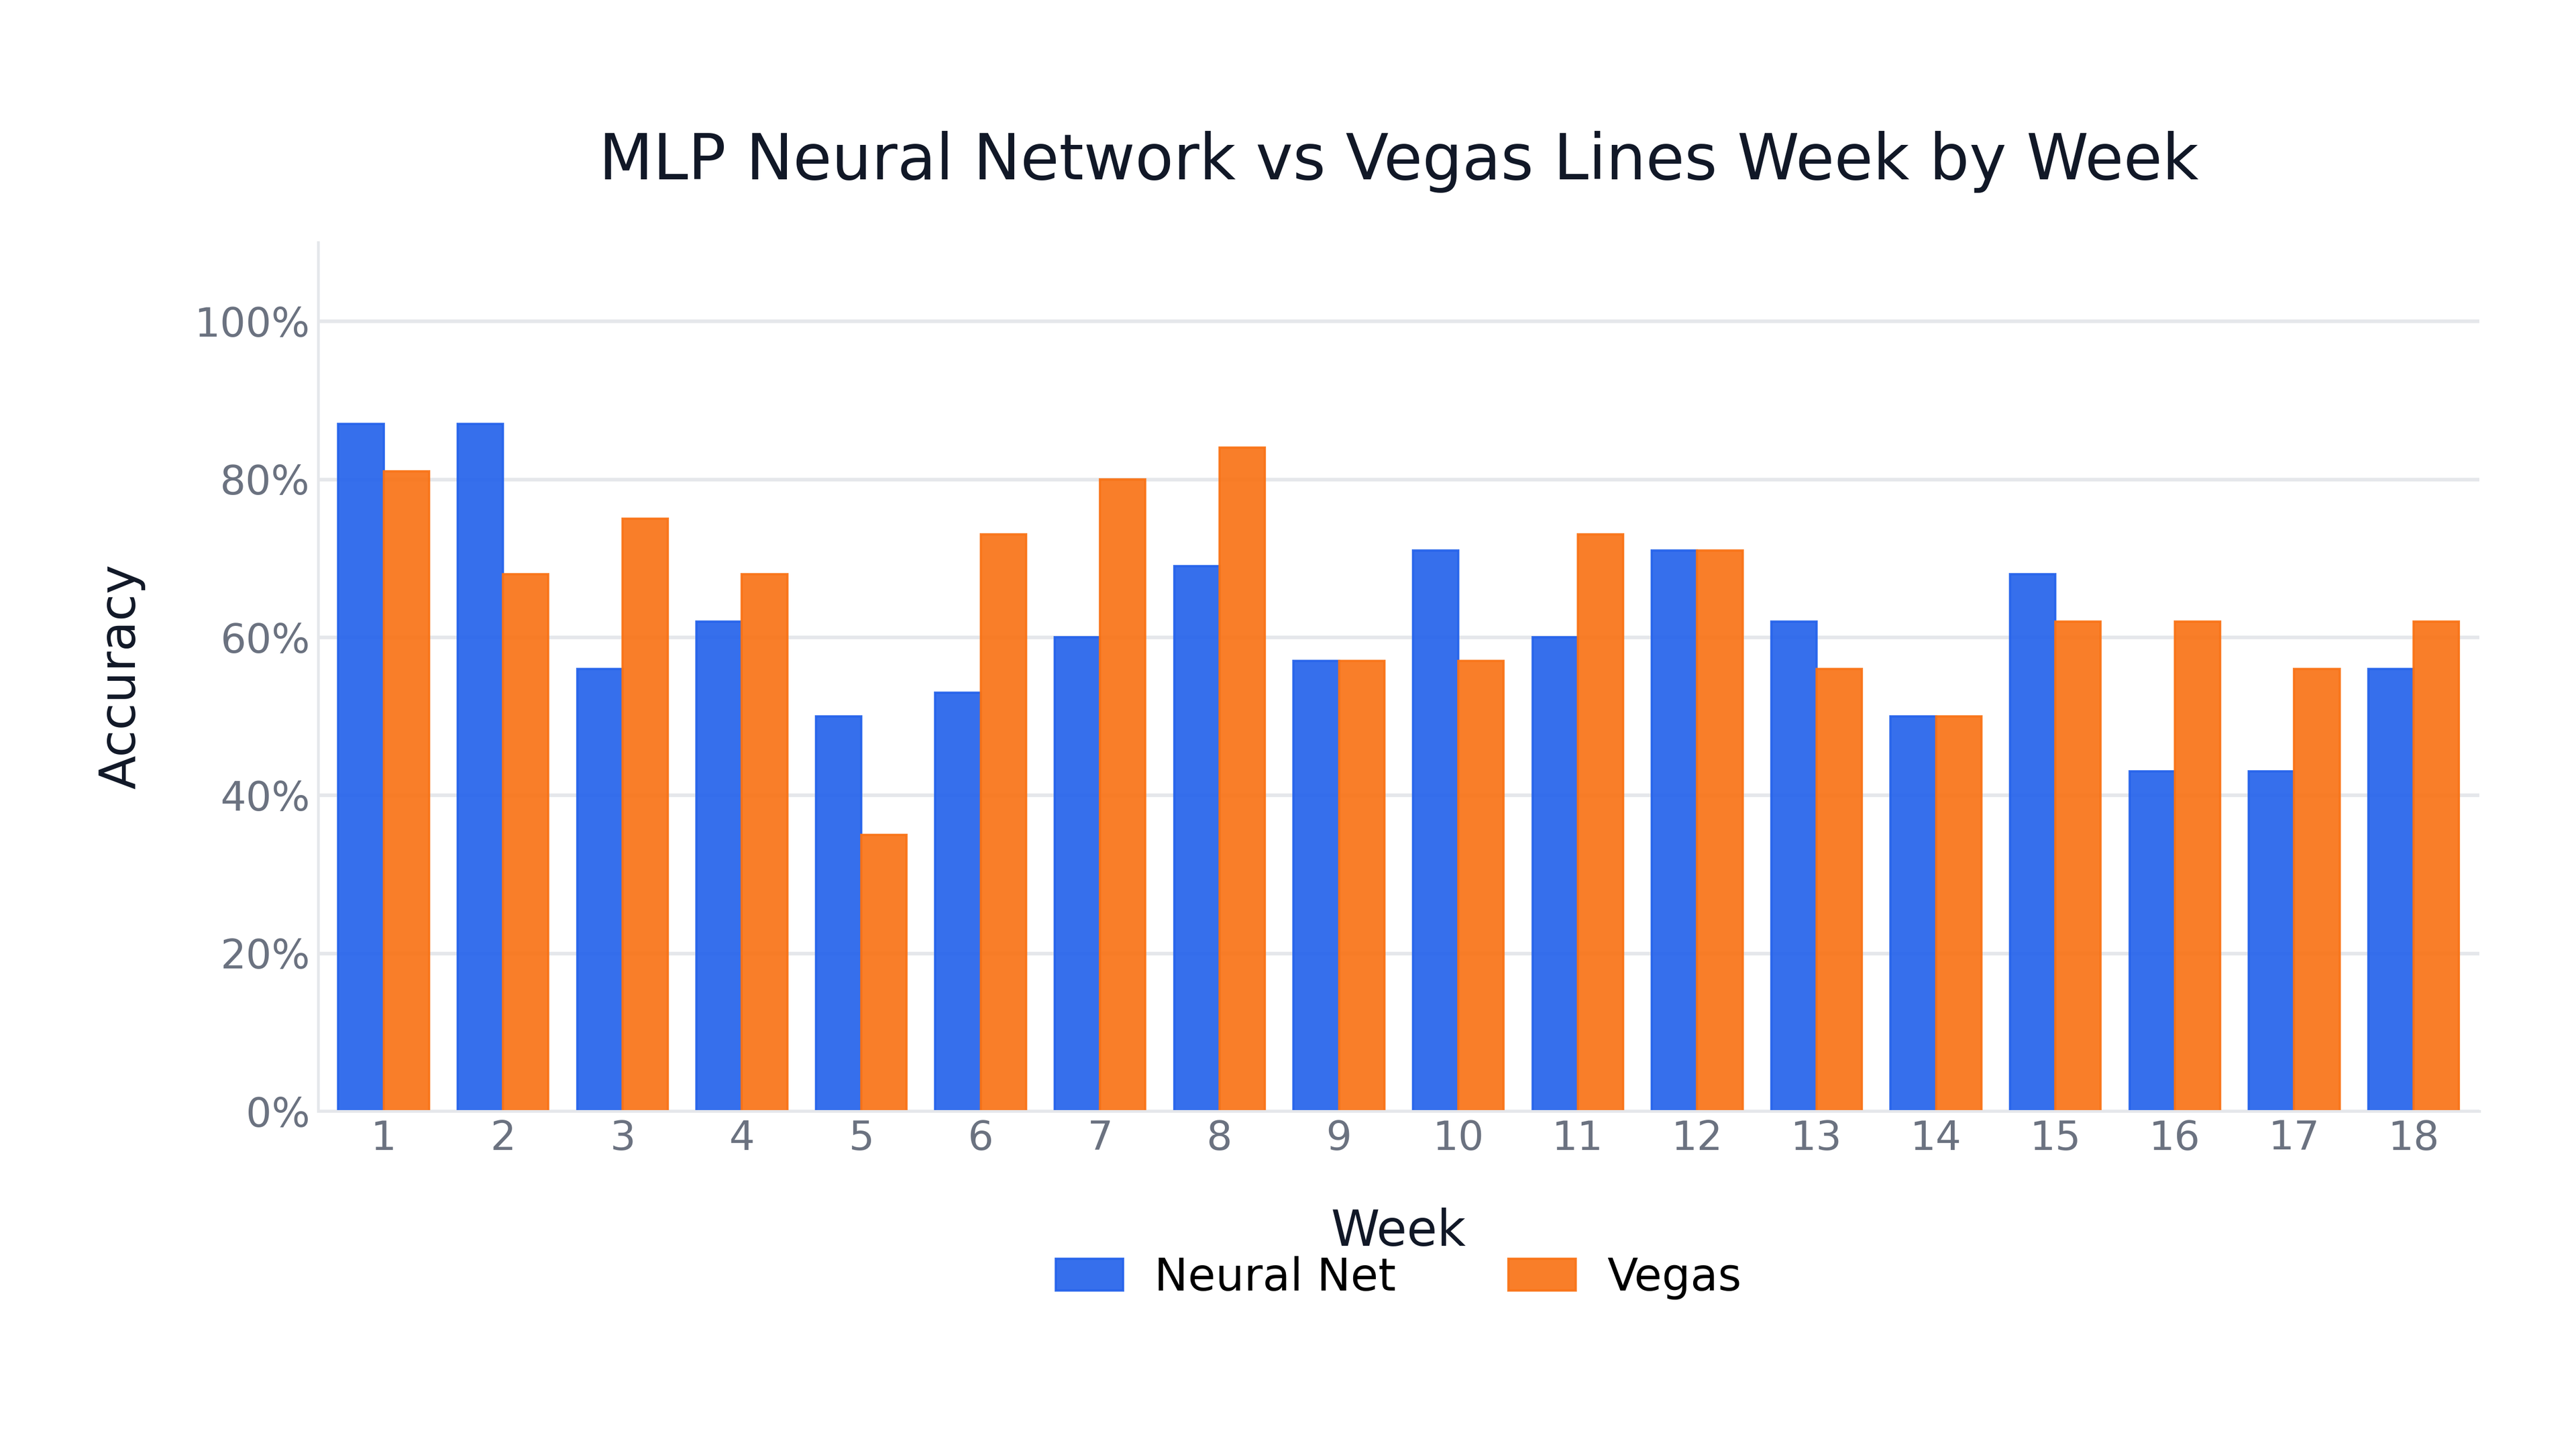 MLP Neural Network vs Vegas Lines Week by Week
100%
80%
60%
40%
20%
0%
Accuracy
1 2 3 4 5 6 7 8 9 10 11 12 13 14 15 16 17 18
Week
Neural Net Vegas